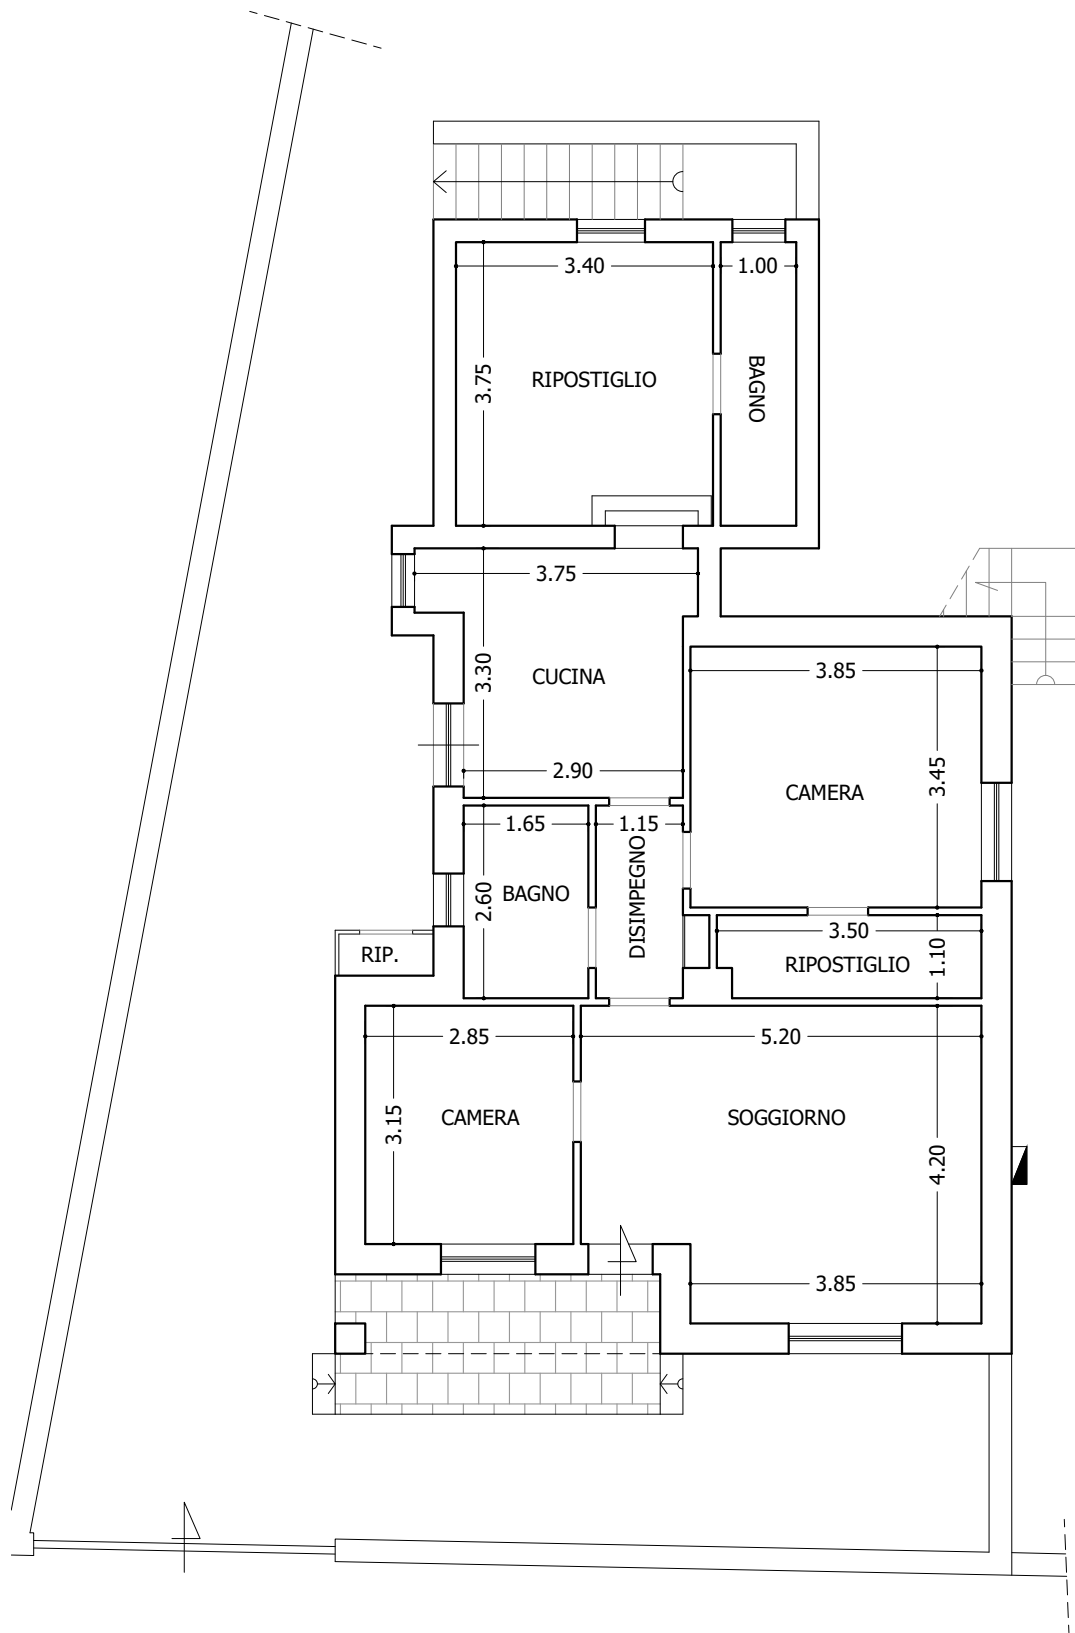 3.40
1.00
3.75
RIPOSTIGLIO
BAGNO
3.75
3.30
CUCINA
3.85
2.90
3.45
CAMERA
1.65
1.15
2.60
BAGNO
DISIMPEGNO
3.50
1.10
RIPOSTIGLIO
RIP.
2.85
5.20
3.15
CAMERA
SOGGIORNO
4.20
3.85